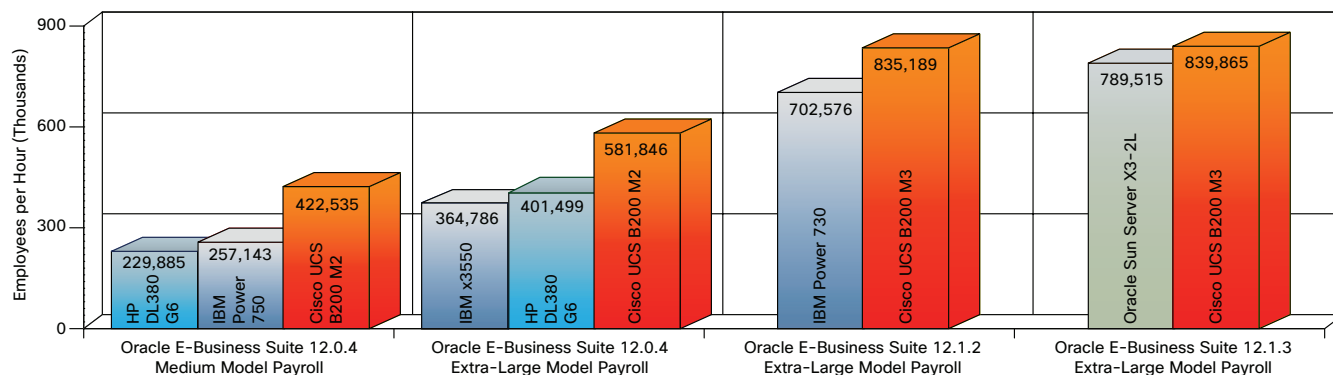 Employees per Hour (Thousands)
900
600
300
0
229,885
HP
DL380
G6
257,143
IBM
Power
750
422,535
Cisco UCS
B200 M2
364,786
IBM x3550
401,499
HP
DL380
G6
581,846
Cisco UCS B200 M2
702,576
IBM Power 730
835,189
Cisco UCS B200 M3
789,515
Oracle Sun Server X3-2L
839,865
Cisco UCS B200 M3
Oracle E-Business Suite 12.0.4
Medium Model Payroll
Oracle E-Business Suite 12.0.4
Extra-Large Model Payroll
Oracle E-Business Suite 12.1.2
Extra-Large Model Payroll
Oracle E-Business Suite 12.1.3
Extra-Large Model Payroll